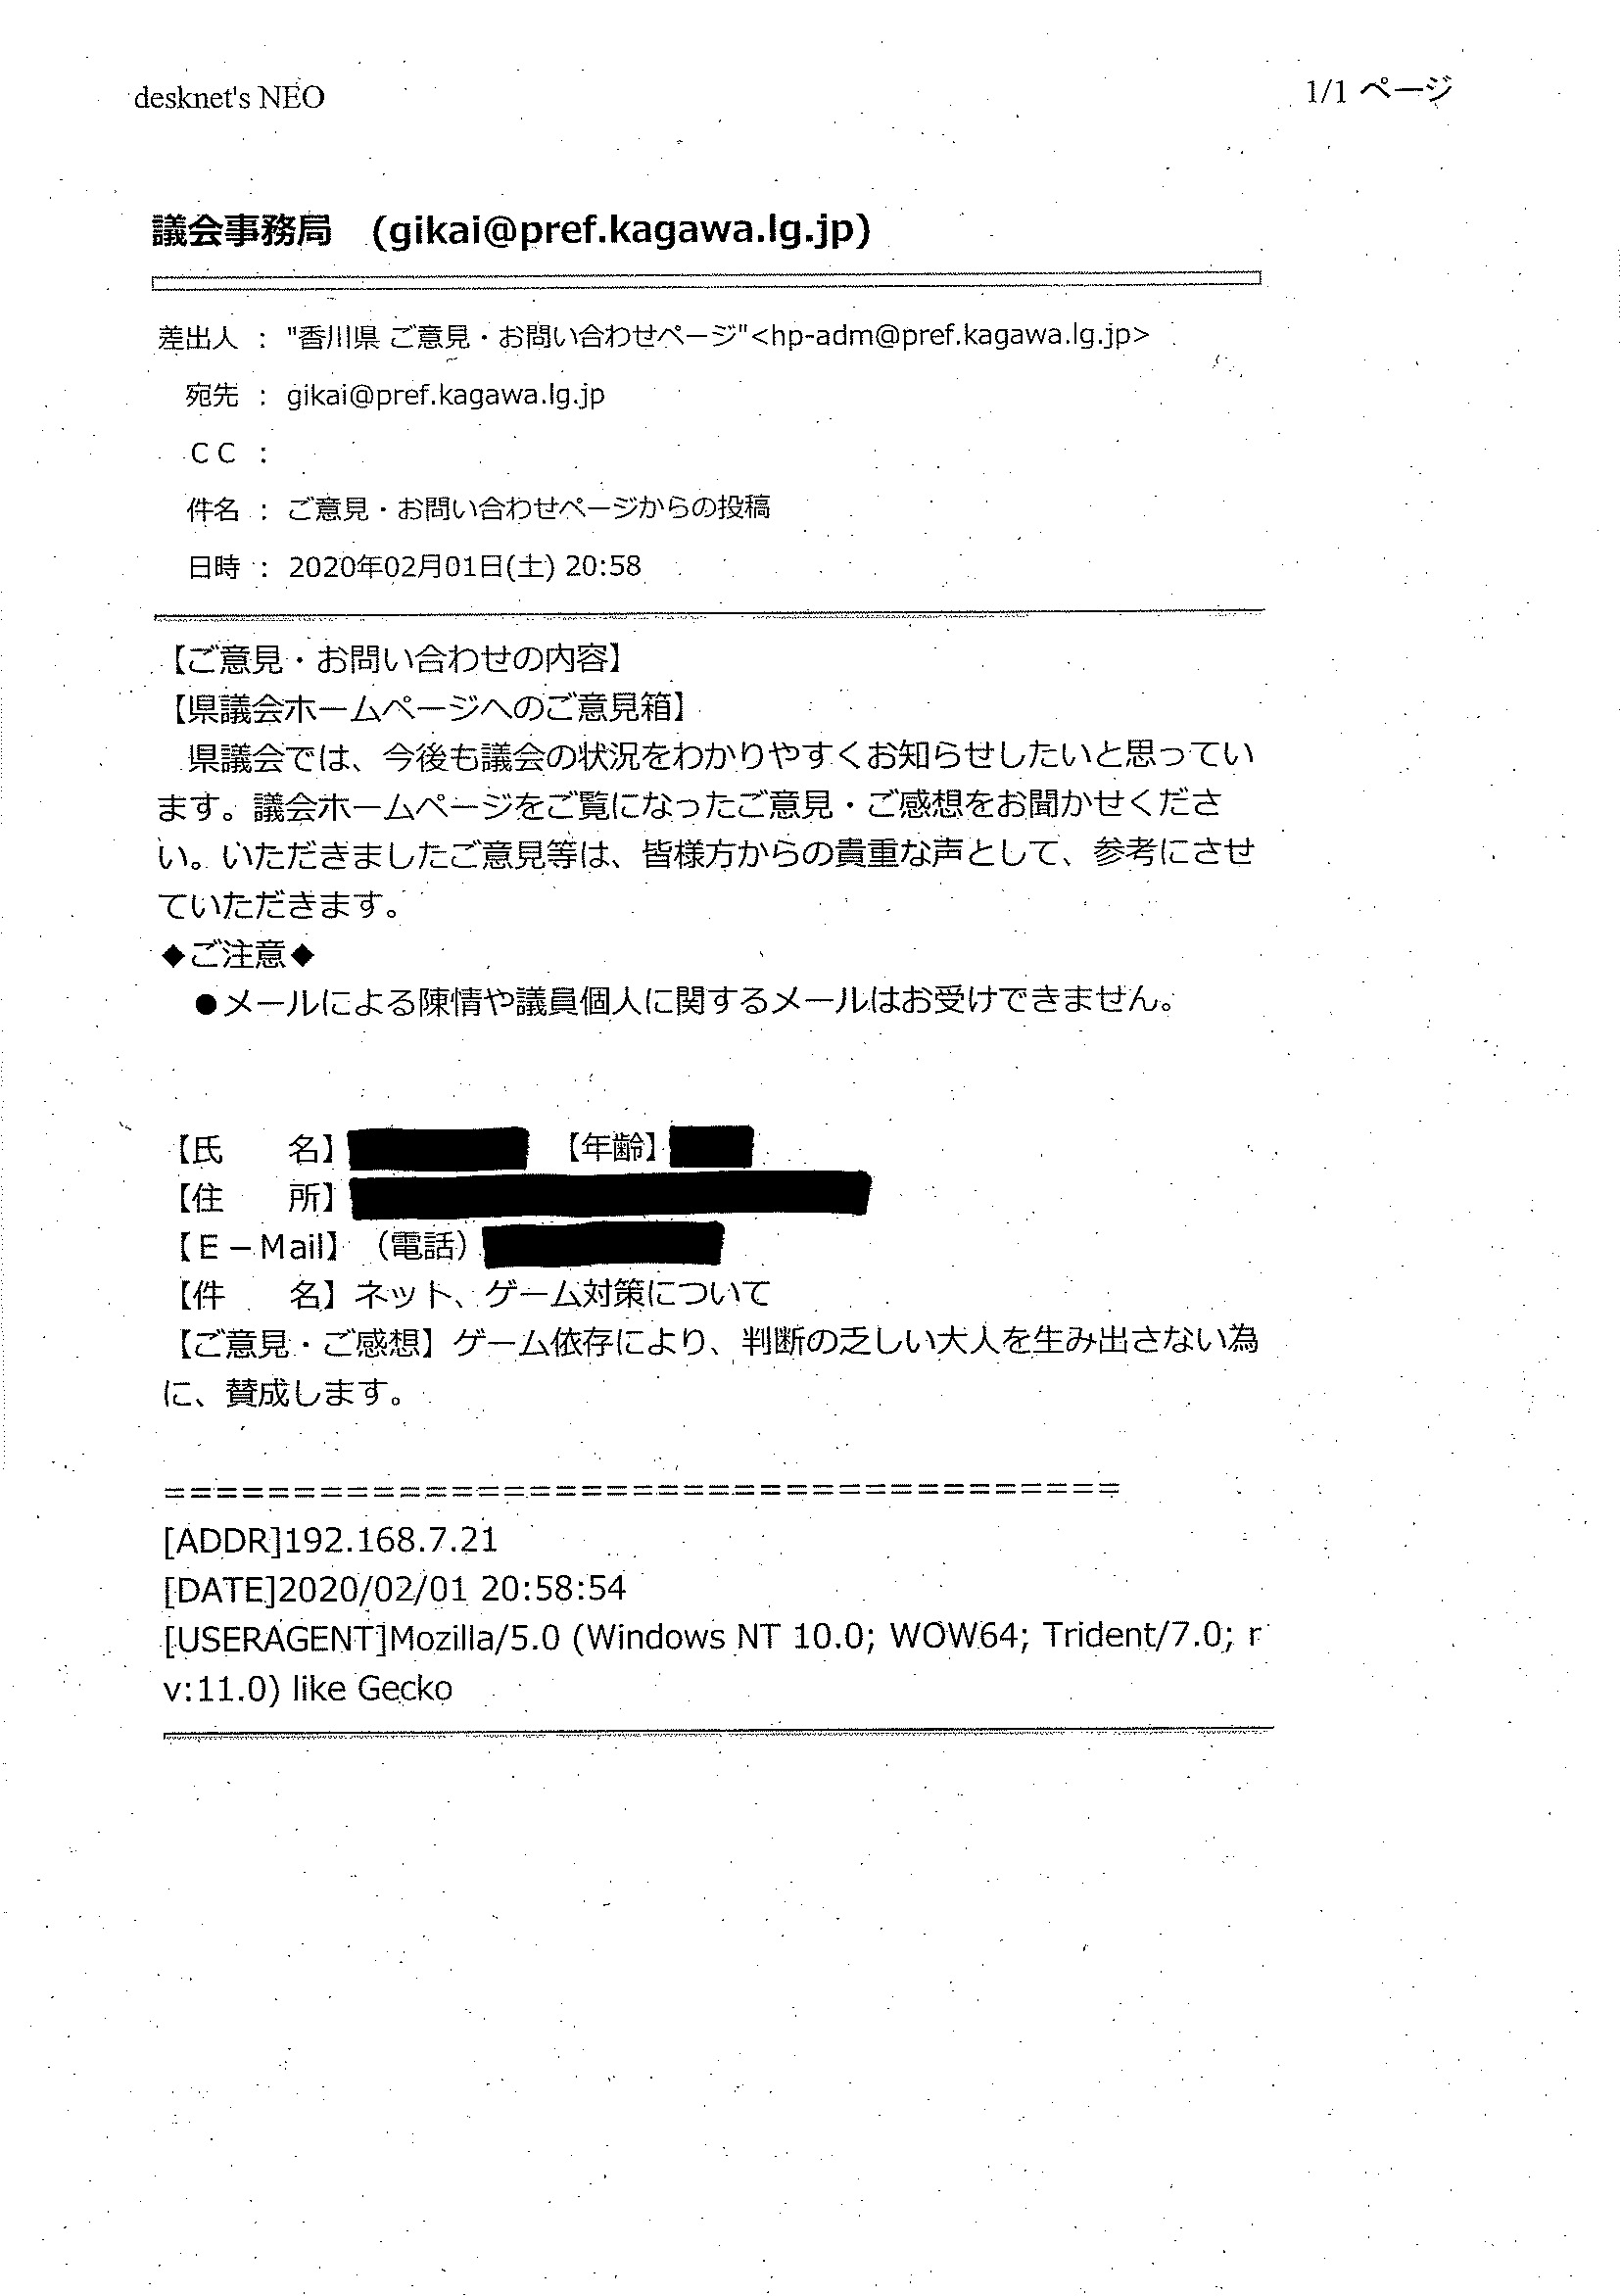 desknet's NEO
1/1 ページ
議会事務局　(gikai@pref.kagawa.lg.jp)
差出人 : "香川県 ご意見・お問い合わせページ"<hp-adm@pref.kagawa.lg.jp>
宛先 : gikai@pref.kagawa.lg.jp
ＣＣ :
件名 : ご意見・お問い合わせページからの投稿
日時 : 2020年02月01日(土) 20:58
【ご意見・お問い合わせの内容】
【県議会ホームページへのご意見箱】
　県議会では、今後も議会の状況をわかりやすくお知らせしたいと思ってい
ます。議会ホームページをご覧になったご意見・ご感想をお聞かせくださ
い。いただきましたご意見等は、皆様方からの貴重な声として、参考にさせ
ていただきます。
◆ご注意◆
　●メールによる陳情や議員個人に関するメールはお受けできません。
【氏　　名】　【年齢】
【住　　所】
【Ｅ－Mail】（電話）
【件　　名】ネット、ゲーム対策について
【ご意見・ご感想】ゲーム依存により、判断の乏しい大人を生み出さない為
に、賛成します。
=====================================
[ADDR]192.168.7.21
[DATE]2020/02/01 20:58:54
[USERAGENT]Mozilla/5.0 (Windows NT 10.0; WOW64; Trident/7.0; r
v:11.0) like Gecko